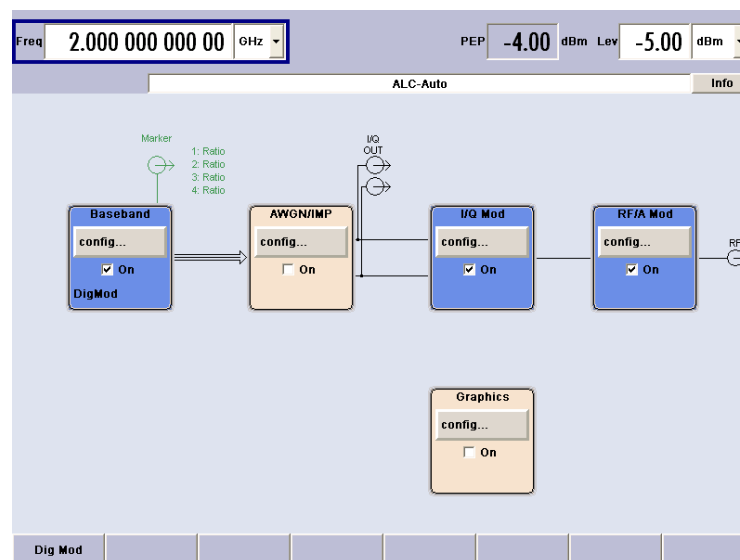 Freq 2.000 000 000 00 GHz PEP -4.00 dBm Lev -5.00 dBm
ALC-Auto Info
Marker
1: Ratio
2: Ratio
3: Ratio
4: Ratio
I/Q
OUT
Baseband
config...
On
DigMod
AWGN/IMP
config...
On
I/Q Mod
config...
On
RF/A Mod
config...
On
RF
Graphics
config...
On
Dig Mod